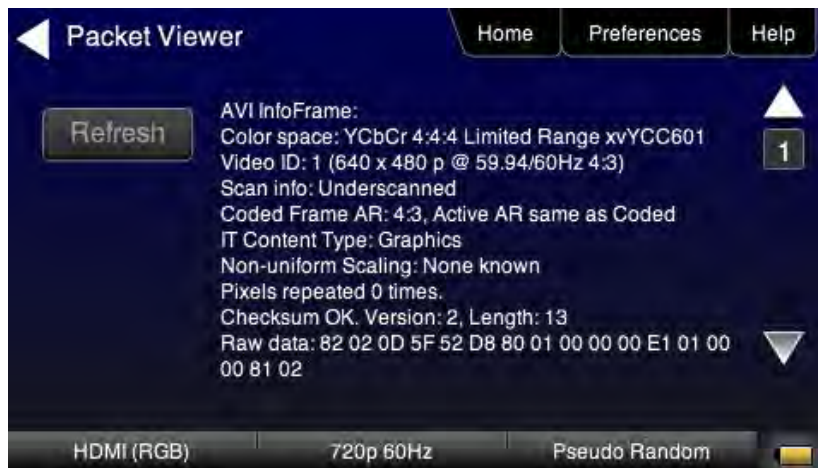 Packet Viewer
Home
Preferences
Help
Refresh
1
AVI InfoFrame:
Color space: YCbCr 4:4:4 Limited Range xvYCC601
Video ID: 1 (640 x 480 p @ 59.94/60Hz 4:3)
Scan info: Underscanned
Coded Frame AR: 4:3, Active AR same as Coded
IT Content Type: Graphics
Non-uniform Scaling: None known
Pixels repeated 0 times.
Checksum OK. Version: 2, Length: 13
Raw data: 82 02 0D 5F 52 D8 80 01 00 00 00 E1 01 00
00 81 02
HDMI (RGB)
720p 60Hz
Pseudo Random